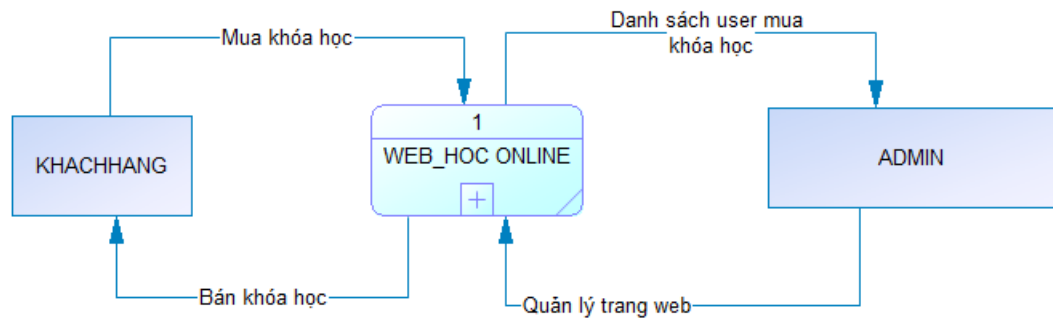 Mua khóa học
Danh sách user mua
khóa học
KHACHHANG
1
WEB_HOC ONLINE
ADMIN
Bán khóa học
Quản lý trang web